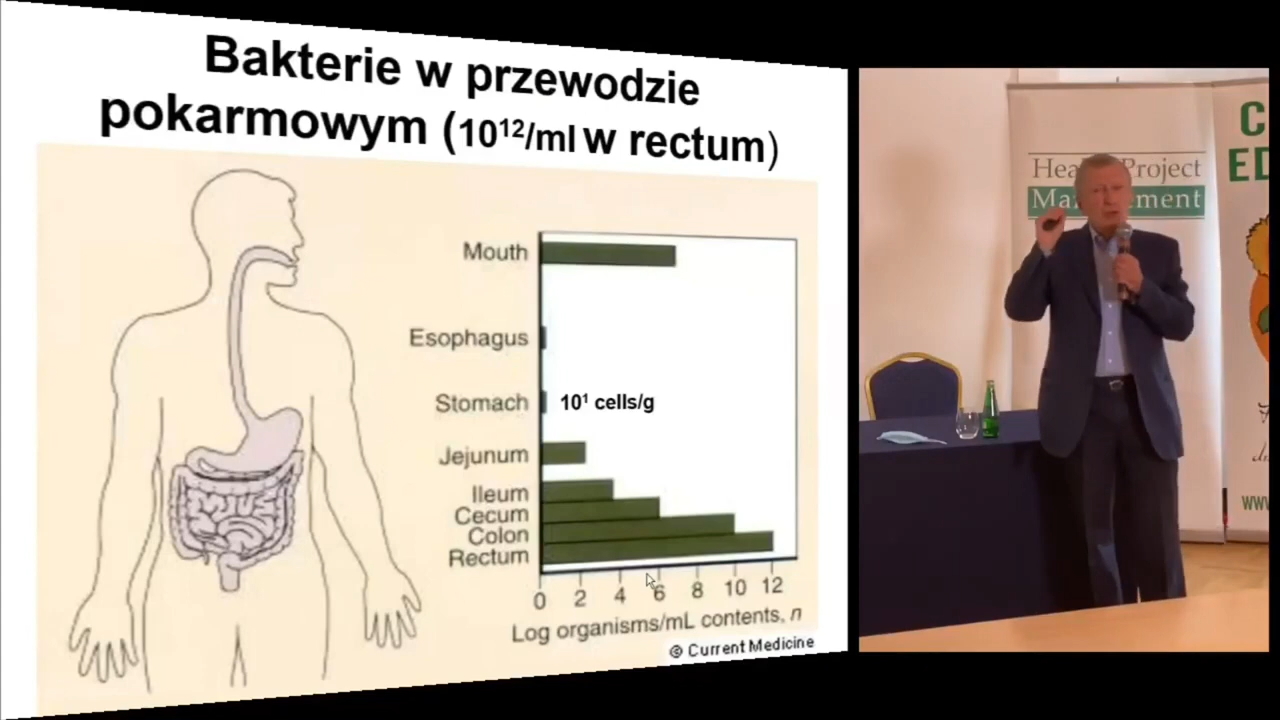 Bakterie w przewodzie
pokarmowym (10¹²/ml w rectum)
Mouth
Esophagus
Stomach
10¹ cells/g
Jejunum
Ileum
Cecum
Colon
Rectum
0 2 4 6 8 10 12
Log organisms/mL contents, n
© Current Medicine
Project